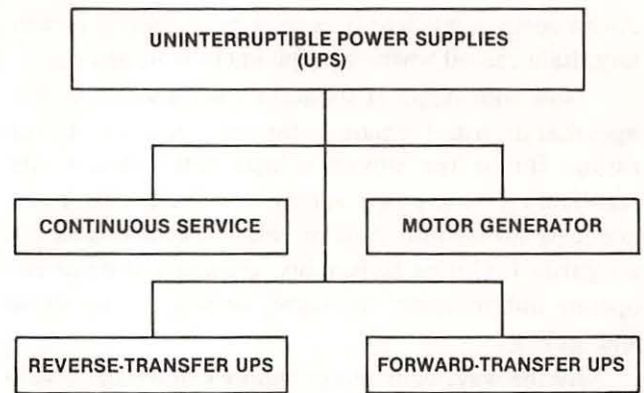 UNINTERRUPTIBLE POWER SUPPLIES
(UPS)
CONTINUOUS SERVICE
MOTOR GENERATOR
REVERSE-TRANSFER UPS
FORWARD-TRANSFER UPS